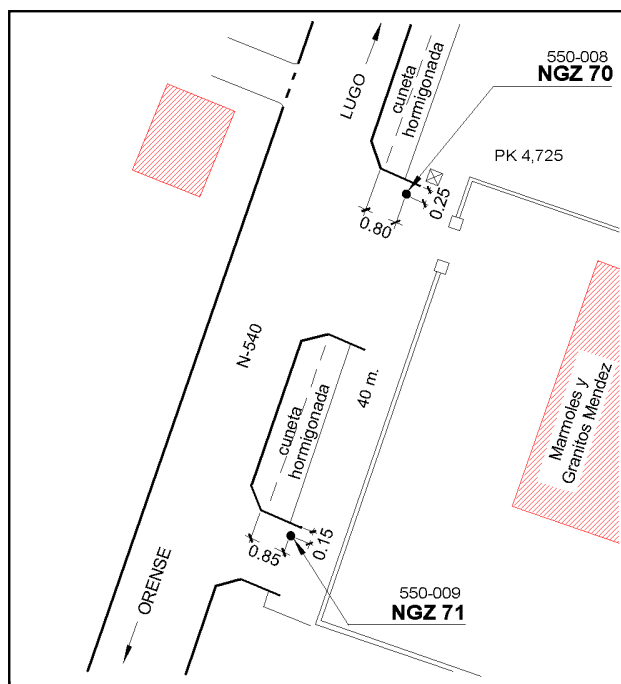 550-008
NGZ 70
LUGO
cuneta
hormigonada
PK 4,725
0.25
0.80
N-540
40 m.
Marmoles y
Granitos Mendez
cuneta
hormigonada
0.15
0.85
ORENSE
550-009
NGZ 71